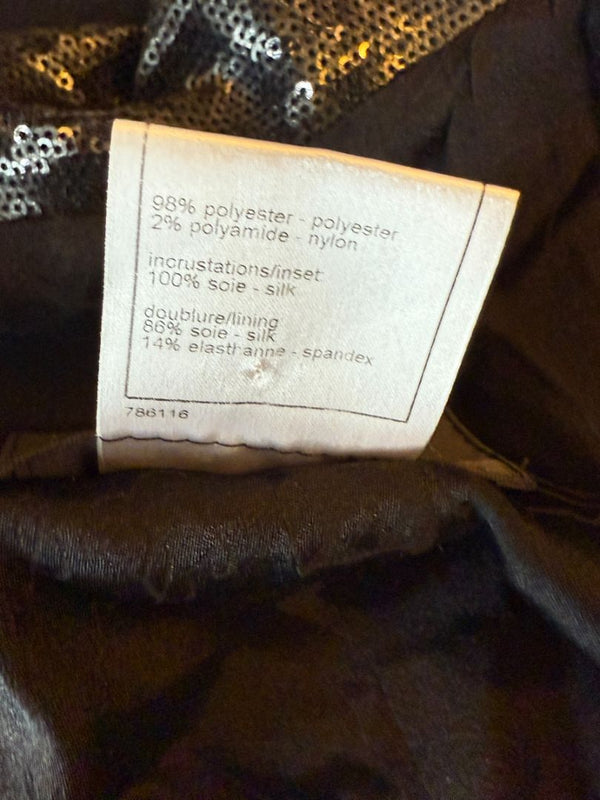 98% polyester - polyester
2% polyamide - nylon
incrustations/inset
100% soie - silk
doublure/lining
86% soie - silk
14% elasthanne - spandex
786116